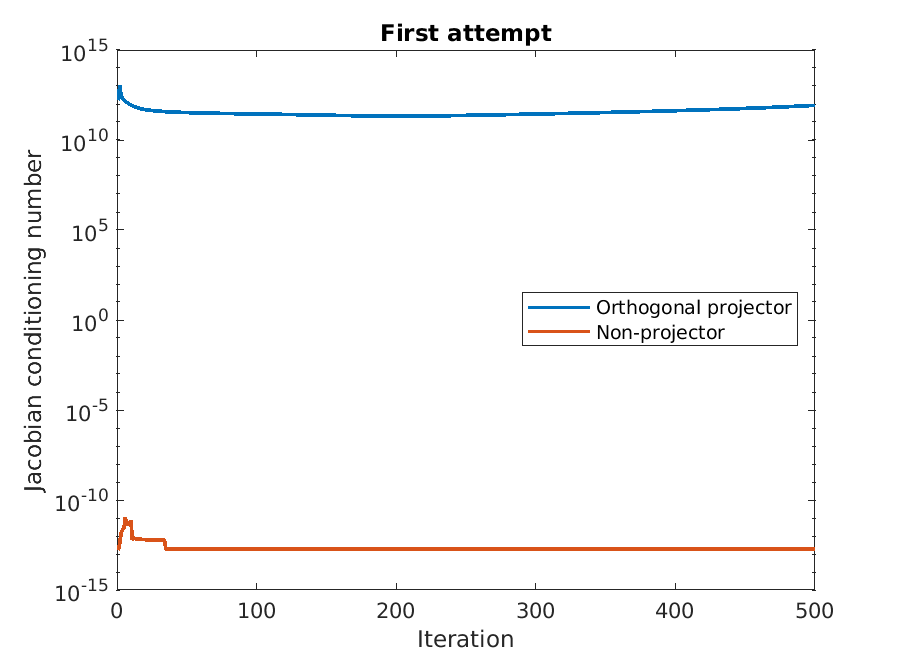 First attempt
Jacobian conditioning number
10^15
10^10
10^5
10^0
10^-5
10^-10
10^-15
Orthogonal projector
Non-projector
0 100 200 300 400 500
Iteration